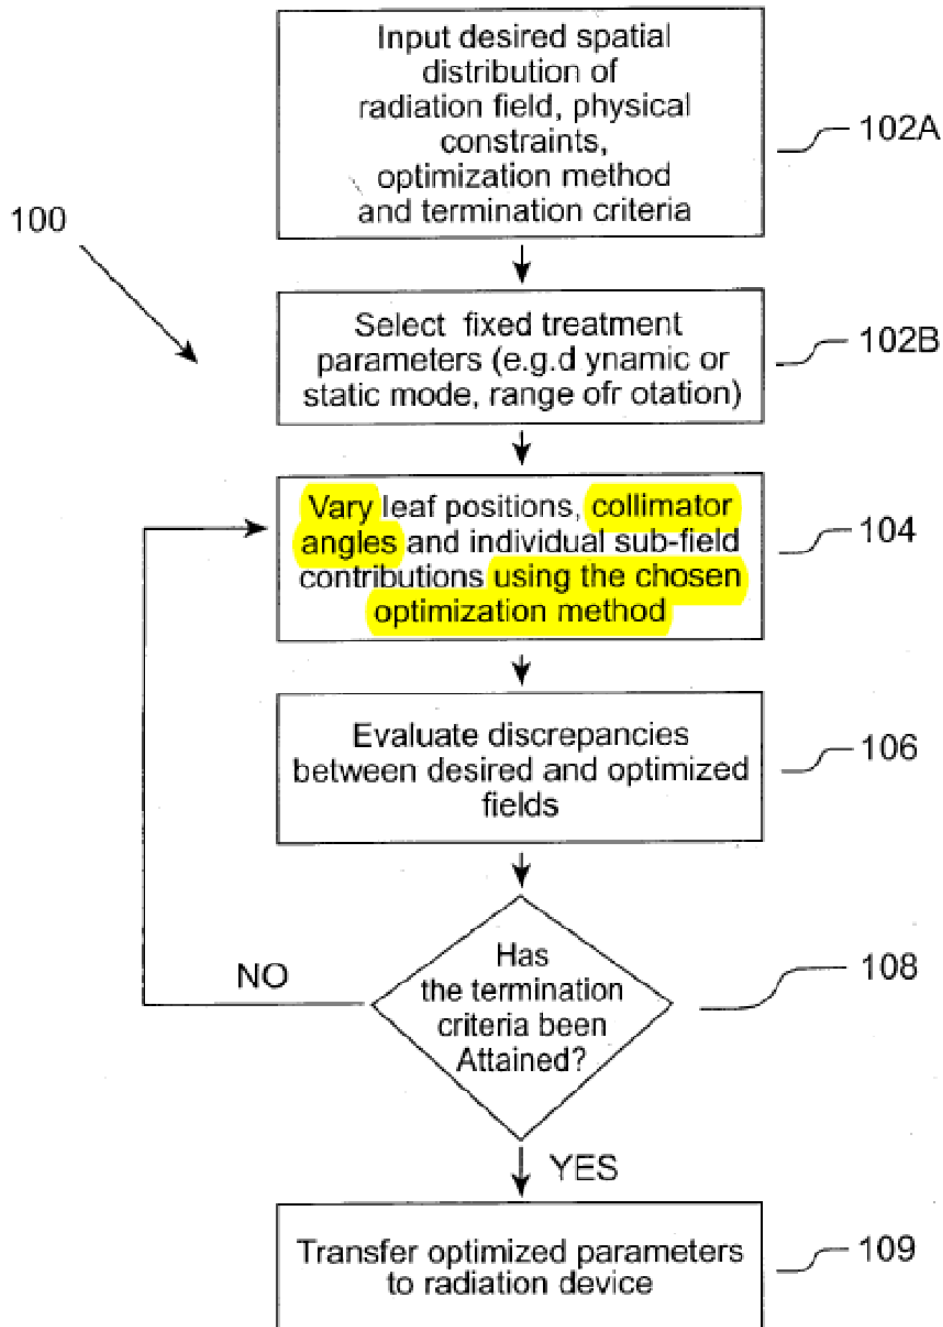 Input desired spatial
distribution of
radiation field, physical
constraints,
optimization method
and termination criteria
102A
100
Select fixed treatment
parameters (e.g.d ynamic or
static mode, range ofr otation)
102B
Vary leaf positions, collimator
angles and individual sub-field
contributions using the chosen
optimization method
104
Evaluate discrepancies
between desired and optimized
fields
106
Has
the termination
criteria been
Attained?
108
NO
YES
Transfer optimized parameters
to radiation device
109